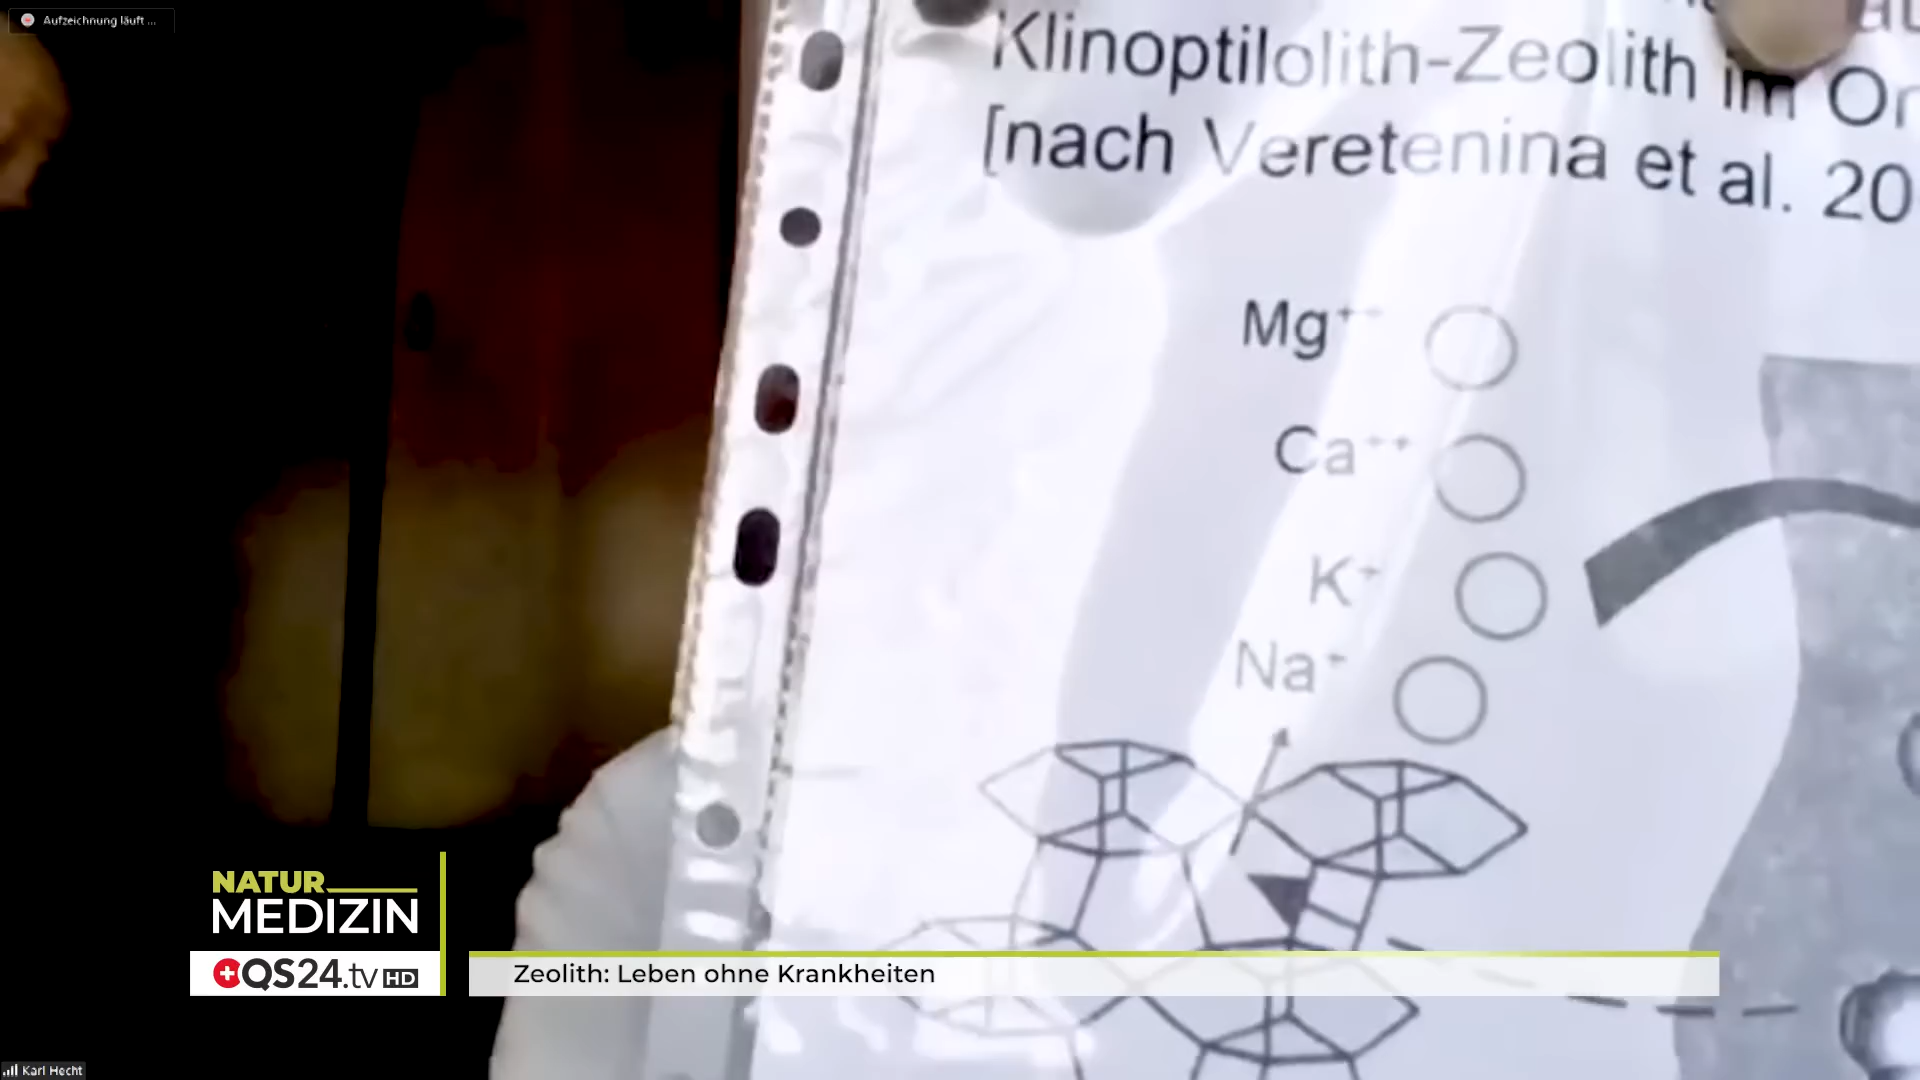 Aufzeichnung läuft ...
Klinoptilolith-Zeolith im
[nach Veretenina et al. 20
Mg++
Ca++
K+
Na+
NATUR
MEDIZIN
QS24.tv HD
Zeolith: Leben ohne Krankheiten
Karl Hecht